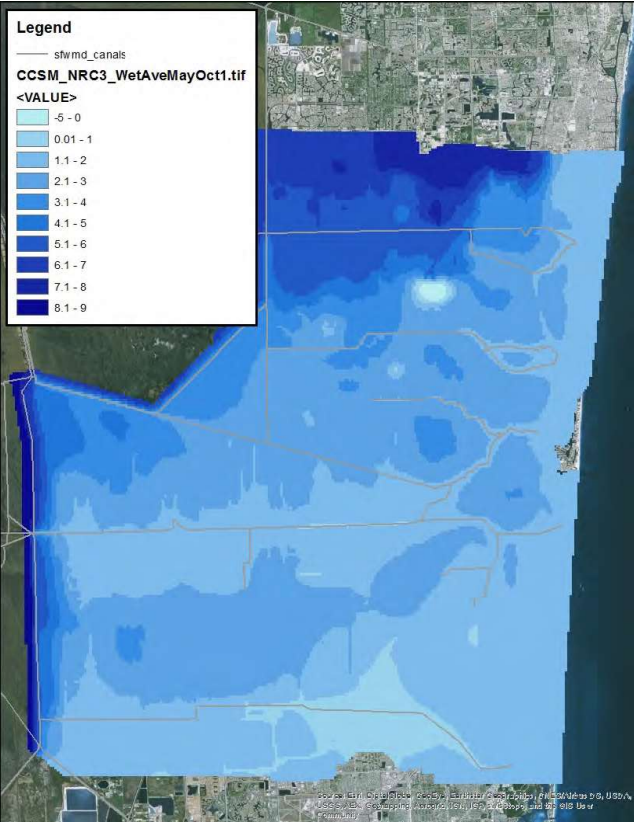 Legend
sfwmd_canals
CCSM_NRC3_WetAveMayOct1.tif
<VALUE>
-5 - 0
0.01 - 1
1.1 - 2
2.1 - 3
3.1 - 4
4.1 - 5
5.1 - 6
6.1 - 7
7.1 - 8
8.1 - 9
Community